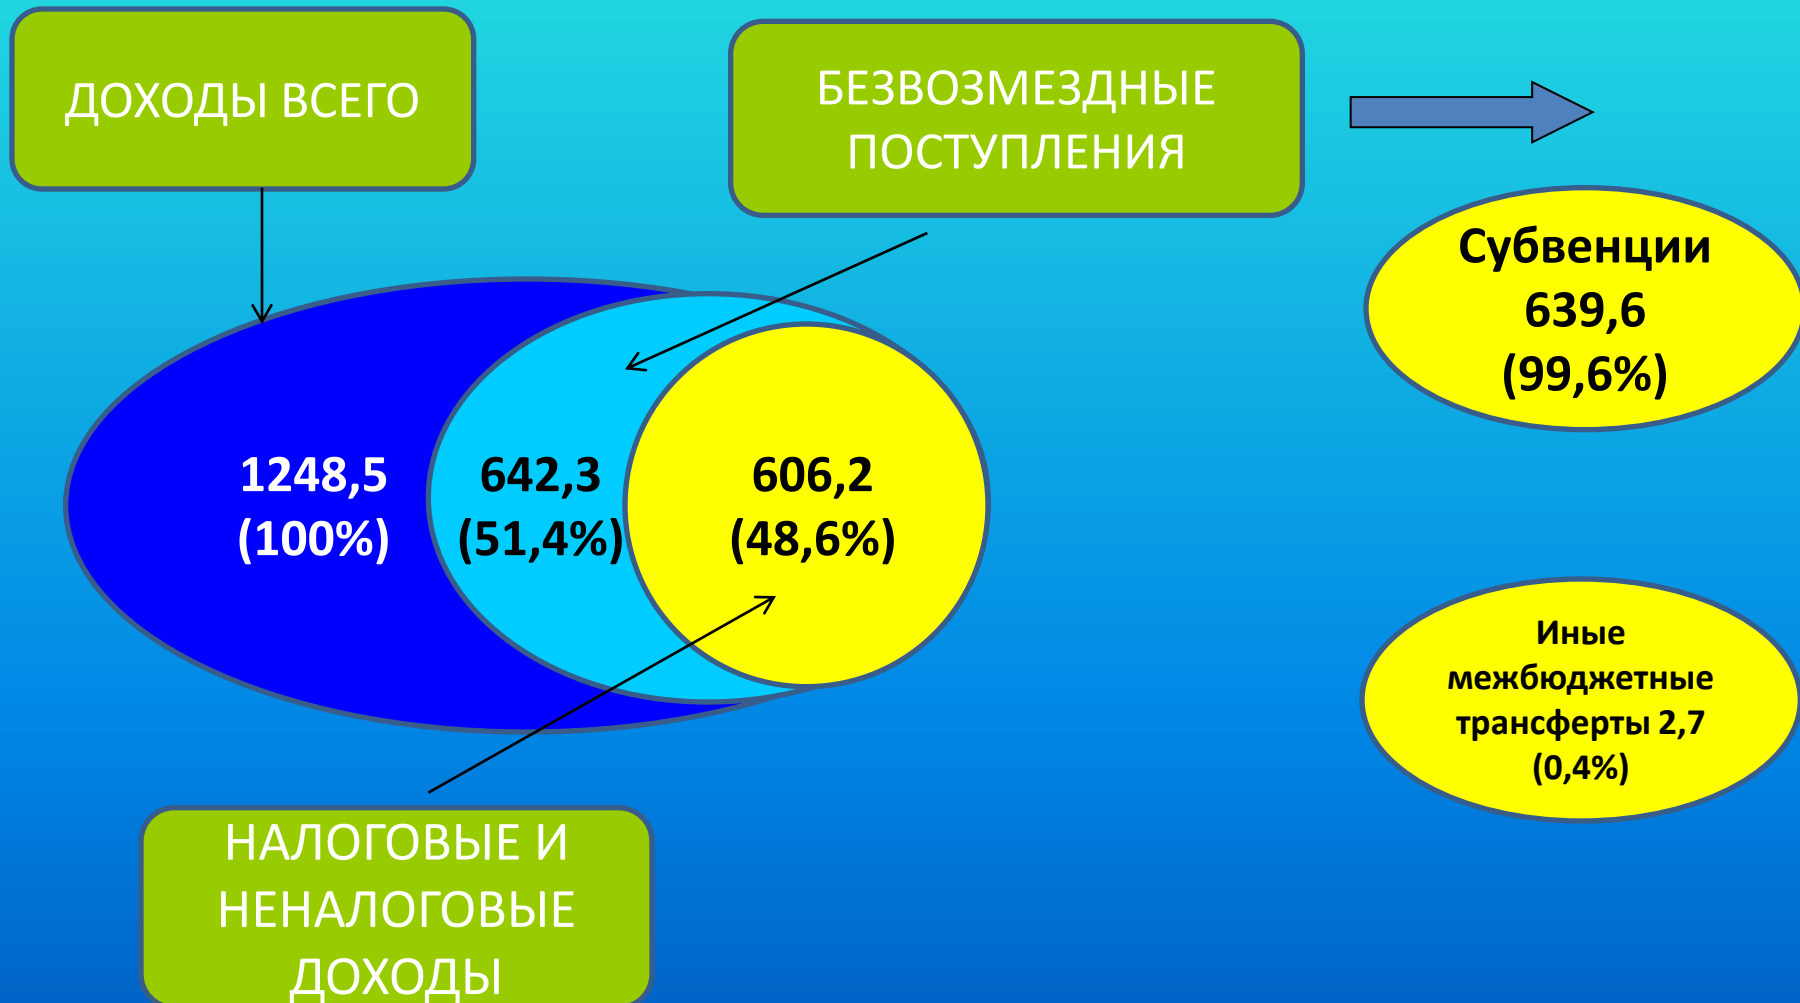 ДОХОДЫ ВСЕГО
БЕЗВОЗМЕЗДНЫЕ
ПОСТУПЛЕНИЯ
Субвенции
639,6
(99,6%)
1248,5
(100%)
642,3
(51,4%)
606,2
(48,6%)
Иные
межбюджетные
трансферты 2,7
(0,4%)
НАЛОГОВЫЕ И
НЕНАЛОГОВЫЕ
ДОХОДЫ